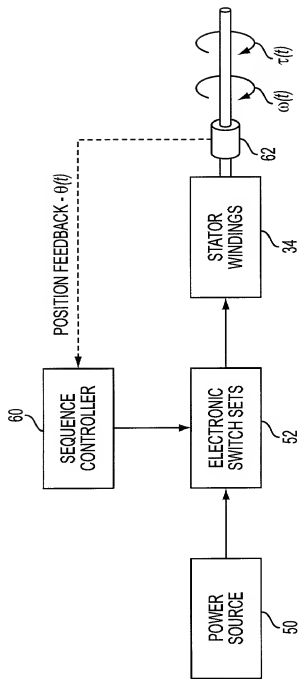 POSITION FEEDBACK - θ(t)
60
SEQUENCE
CONTROLLER
62
ω(t)
τ(t)
POWER
SOURCE
50
ELECTRONIC
SWITCH SETS
52
STATOR
WINDINGS
34